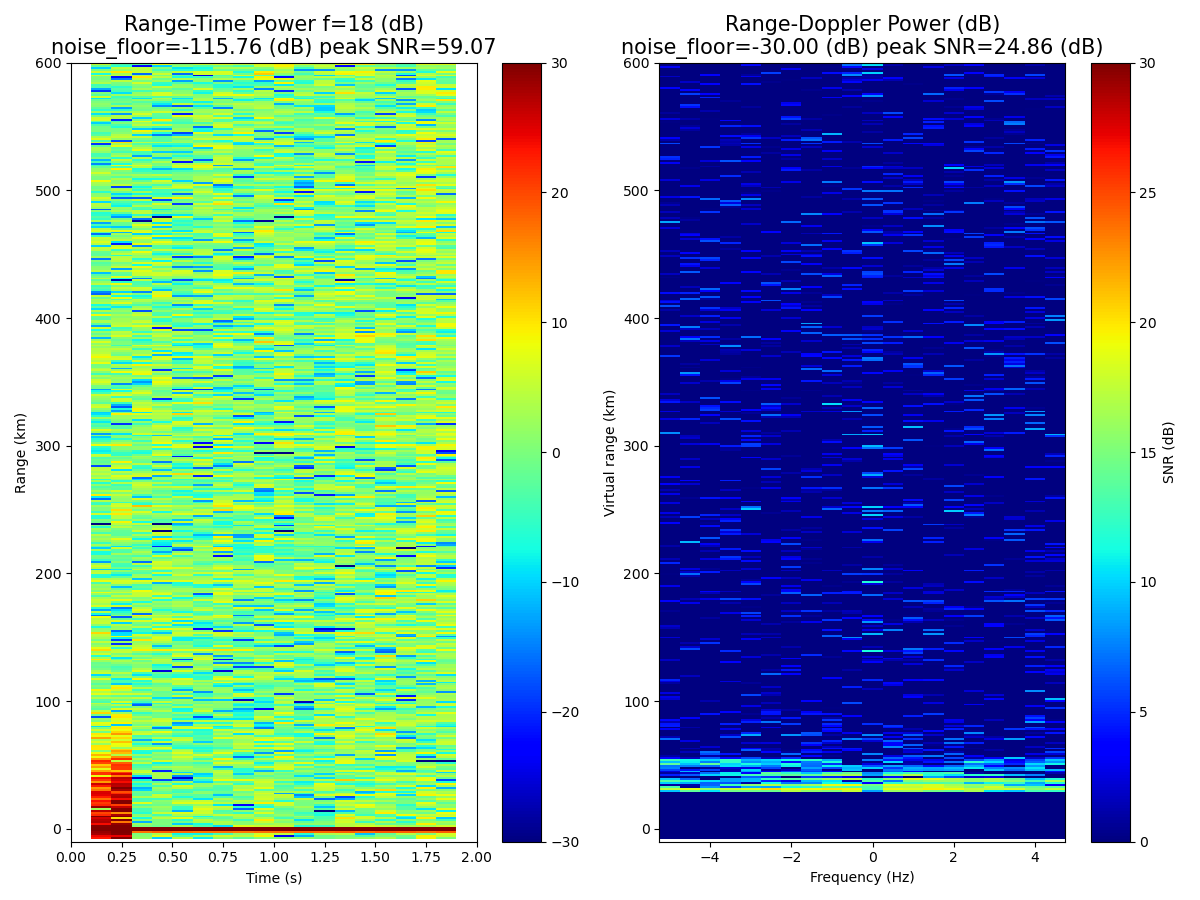 Range-Time Power f=18 (dB)
noise_floor=-115.76 (dB) peak SNR=59.07
Range-Doppler Power (dB)
noise_floor=-30.00 (dB) peak SNR=24.86 (dB)
600
500
400
300
200
100
0
Range (km)
0.00 0.25 0.50 0.75 1.00 1.25 1.50 1.75 2.00
Time (s)
30
20
10
0
−10
−20
−30
600
500
400
300
200
100
0
Virtual range (km)
−4 −2 0 2 4
Frequency (Hz)
30
25
20
15
10
5
0
SNR (dB)